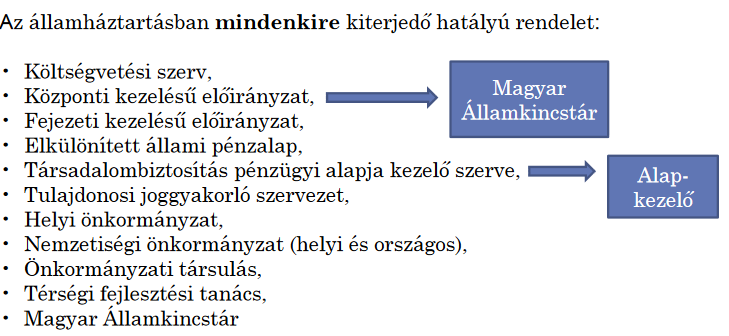 Az államháztartásban mindenkire kiterjedő hatályú rendelet:
• Költségvetési szerv,
• Központi kezelésű előirányzat,
Magyar
Államkincstár
• Fejezeti kezelésű előirányzat,
• Elkülönített állami pénzalap,
• Társadalombiztosítás pénzügyi alapja kezelő szerve,
Alap-
kezelő
• Tulajdonosi joggyakorló szervezet,
• Helyi önkormányzat,
• Nemzetiségi önkormányzat (helyi és országos),
• Önkormányzati társulás,
• Térségi fejlesztési tanács,
• Magyar Államkincstár